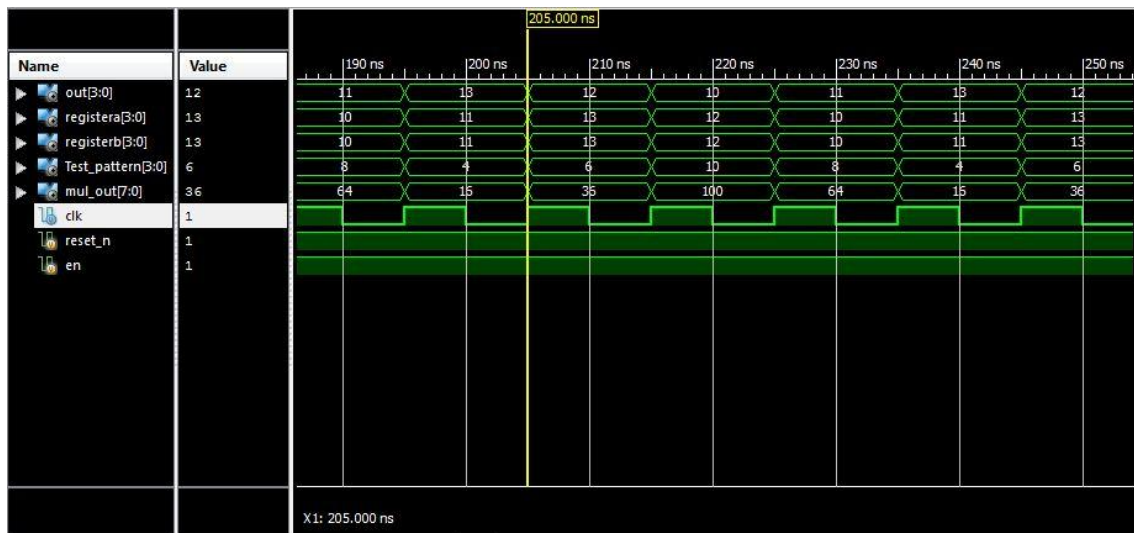 205.000 ns
Name Value 190 ns 200 ns 210 ns 220 ns 230 ns 240 ns 250 ns
out[3:0] 12 11 13 12 10 11 13 12
registera[3:0] 13 10 11 13 12 10 11 13
registerb[3:0] 13 10 11 13 12 10 11 13
Test_pattern[3:0] 6 8 4 6 10 8 4 6
mul_out[7:0] 36 64 16 36 100 64 16 36
clk 1
reset_n 1
en 1
X1: 205.000 ns